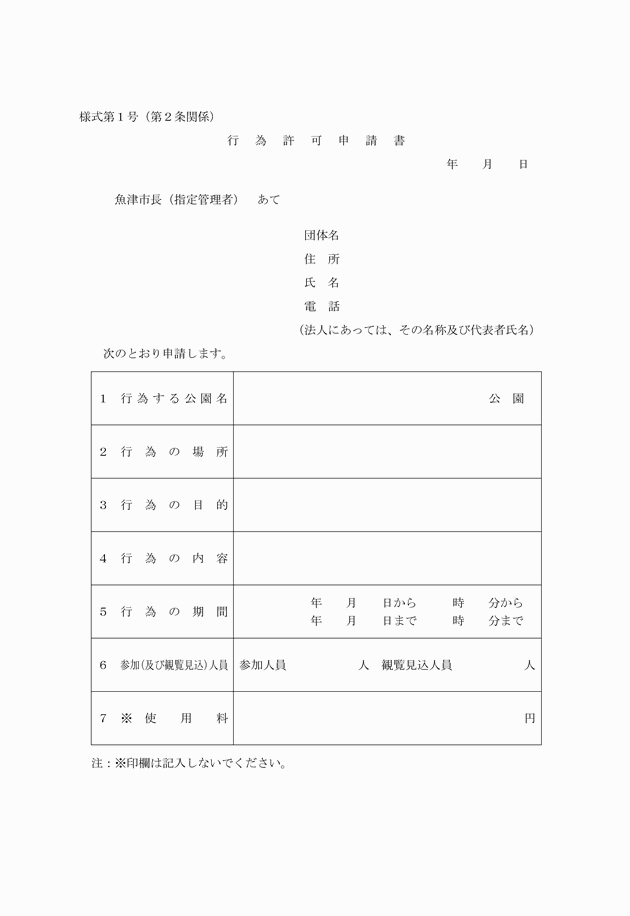 様式第１号（第２条関係）
行為許可申請書
年　月　日
魚津市長（指定管理者）　あて
団体名
住　所
氏　名
電　話
（法人にあっては、その名称及び代表者氏名）
次のとおり申請します。
１　行為する公園名　公　園
２　行為の場所
３　行為の目的
４　行為の内容
５　行為の期間　年　月　日から　時　分から
年　月　日まで　時　分まで
６　参加(及び観覧見込)人員　参加人員　人　観覧見込人員　人
７　※使用料　円
注：※印欄は記入しないでください。